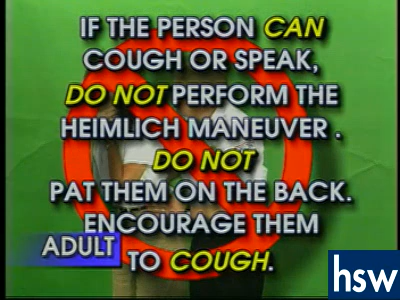 IF THE PERSON CAN
COUGH OR SPEAK,
DO NOT PERFORM THE
HEIMLICH MANEUVER .
DO NOT
PAT THEM ON THE BACK.
ENCOURAGE THEM
TO COUGH.
ADULT
hsw